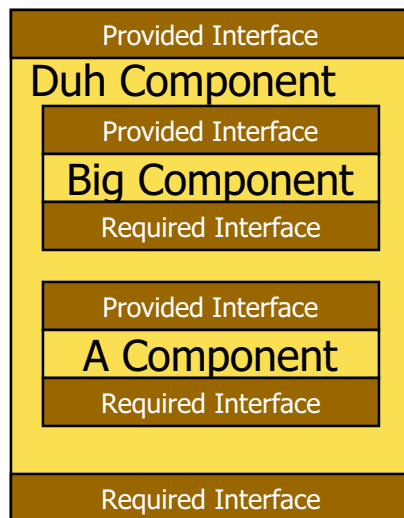 Provided Interface
Duh Component
Provided Interface
Big Component
Required Interface
Provided Interface
A Component
Required Interface
Required Interface